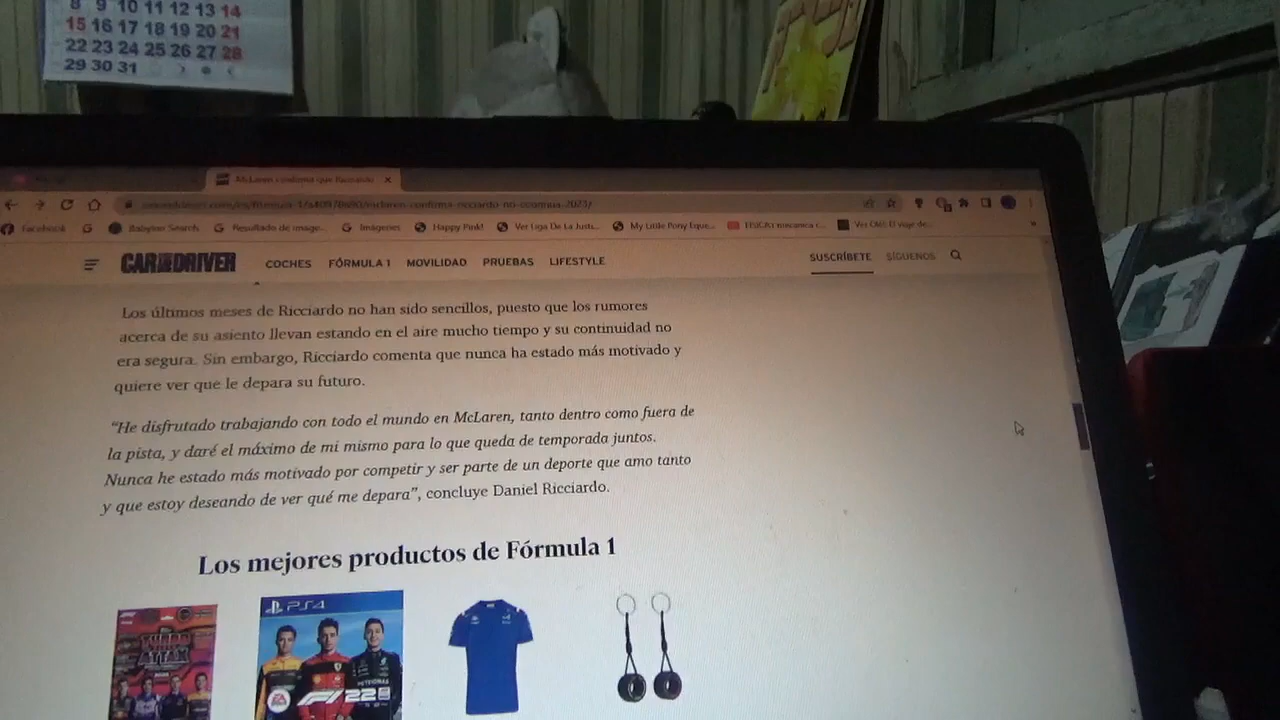 8 9 10 11 12 13 14
15 16 17 18 19 20 21
22 23 24 25 26 27 28
29 30 31
McLaren confirma que Ricciardo
Facebook Babylon Search Resultado de image... Imágenes Happy Pink! Ver Liga De La Justi... My Little Pony Eque...
CAR AND DRIVER COCHES FÓRMULA 1 MOVILIDAD PRUEBAS LIFESTYLE SUSCRÍBETE SÍGUENOS
Los últimos meses de Ricciardo no han sido sencillos, puesto que los rumores
acerca de su asiento llevan estando en el aire mucho tiempo y su continuidad no
era segura. Sin embargo, Ricciardo comenta que nunca ha estado más motivado y
quiere ver que le depara su futuro.
“He disfrutado trabajando con todo el mundo en McLaren, tanto dentro como fuera de
la pista, y daré el máximo de mi mismo para lo que queda de temporada juntos.
Nunca he estado más motivado por competir y ser parte de un deporte que amo tanto
y que estoy deseando de ver qué me depara”, concluye Daniel Ricciardo.
Los mejores productos de Fórmula 1
TURBO
ATTAX
PS4
PETRONAS
EA
F1 22